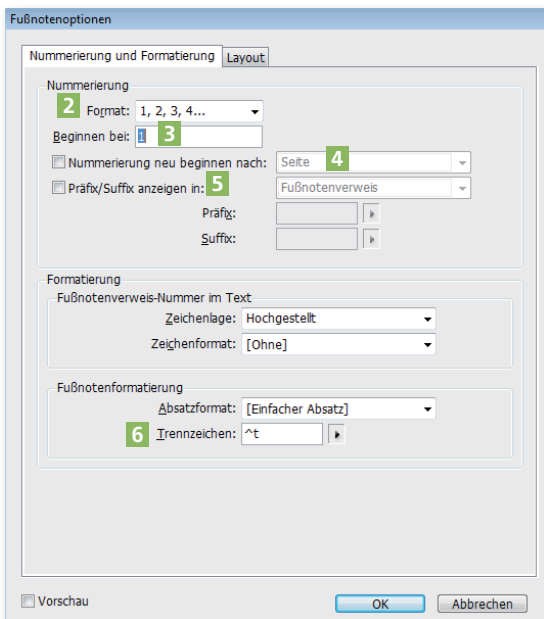 Fußnotenoptionen
Nummerierung und Formatierung Layout
Nummerierung
2 Format: 1, 2, 3, 4...
Beginnen bei: 1 3
Nummerierung neu beginnen nach: Seite 4
Präfix/Suffix anzeigen in: 5 Fußnotenverweis
Präfix:
Suffix:
Formatierung
Fußnotenverweis-Nummer im Text
Zeichenlage: Hochgestellt
Zeichenformat: [Ohne]
Fußnotenformatierung
Absatzformat: [Einfacher Absatz]
6 Trennzeichen: ^t
Vorschau OK Abbrechen